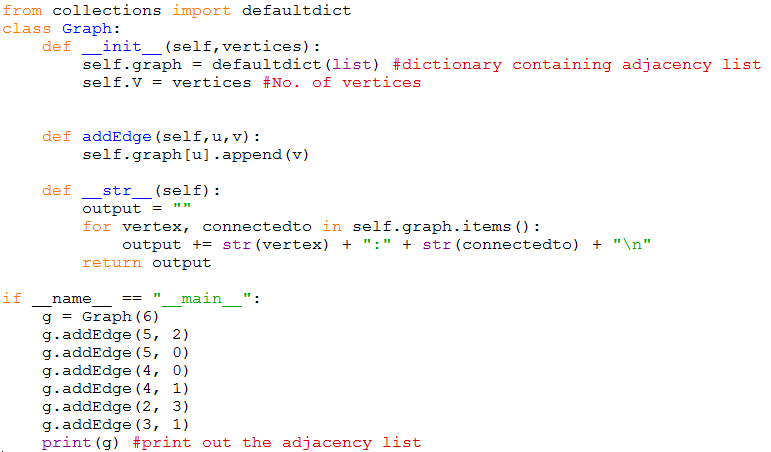 from collections import defaultdict
class Graph:
    def __init__(self,vertices):
        self.graph = defaultdict(list) #dictionary containing adjacency list
        self.V = vertices #No. of vertices
    def addEdge(self,u,v):
        self.graph[u].append(v)
    def __str__(self):
        output = ""
        for vertex, connectedto in self.graph.items():
            output += str(vertex) + ":" + str(connectedto) + "\n"
        return output
if __name__ == "__main__":
    g = Graph(6)
    g.addEdge(5, 2)
    g.addEdge(5, 0)
    g.addEdge(4, 0)
    g.addEdge(4, 1)
    g.addEdge(2, 3)
    g.addEdge(3, 1)
    print(g) #print out the adjacency list